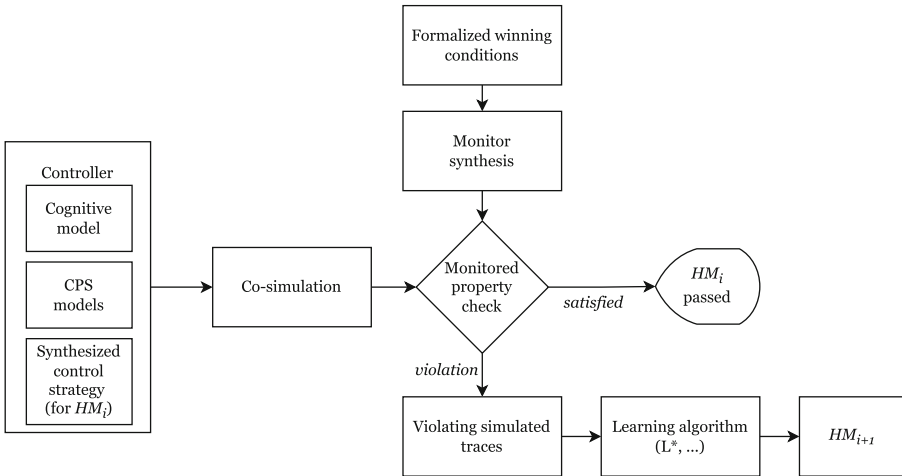 Formalized winning
conditions
Monitor
synthesis
Controller
Cognitive
model
CPS
models
Synthesized
control
strategy
(for HMi)
Co-simulation
Monitored
property
check
satisfied
HMi
passed
violation
Violating simulated
traces
Learning algorithm
(L*, ...)
HMi+1